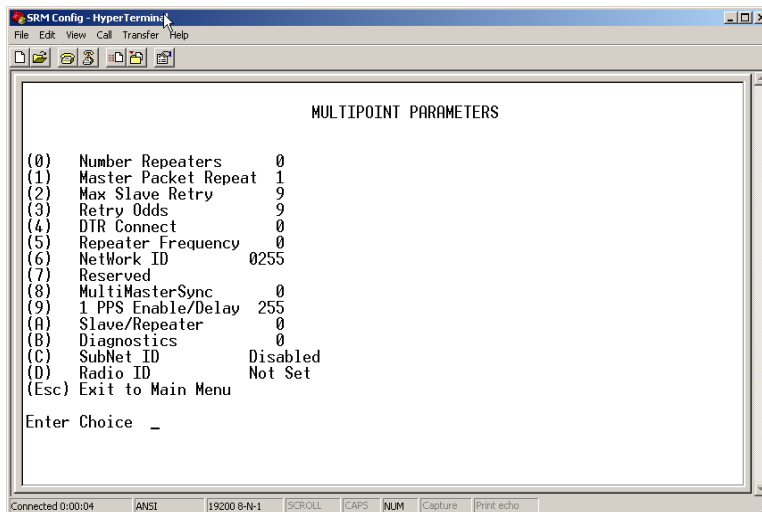 SRM Config - HyperTerminal
File Edit View Call Transfer Help
MULTIPOINT PARAMETERS
(0) Number Repeaters 0
(1) Master Packet Repeat 1
(2) Max Slave Retry 9
(3) Retry Odds 9
(4) DTR Connect 0
(5) Repeater Frequency 0
(6) NetWork ID 0255
(7) Reserved
(8) MultiMasterSync 0
(9) 1 PPS Enable/Delay 255
(A) Slave/Repeater 0
(B) Diagnostics 0
(C) SubNet ID Disabled
(D) Radio ID Not Set
(Esc) Exit to Main Menu
Enter Choice _
Connected 0:00:04 ANSI 19200 8-N-1 SCROLL CAPS NUM Capture Print echo